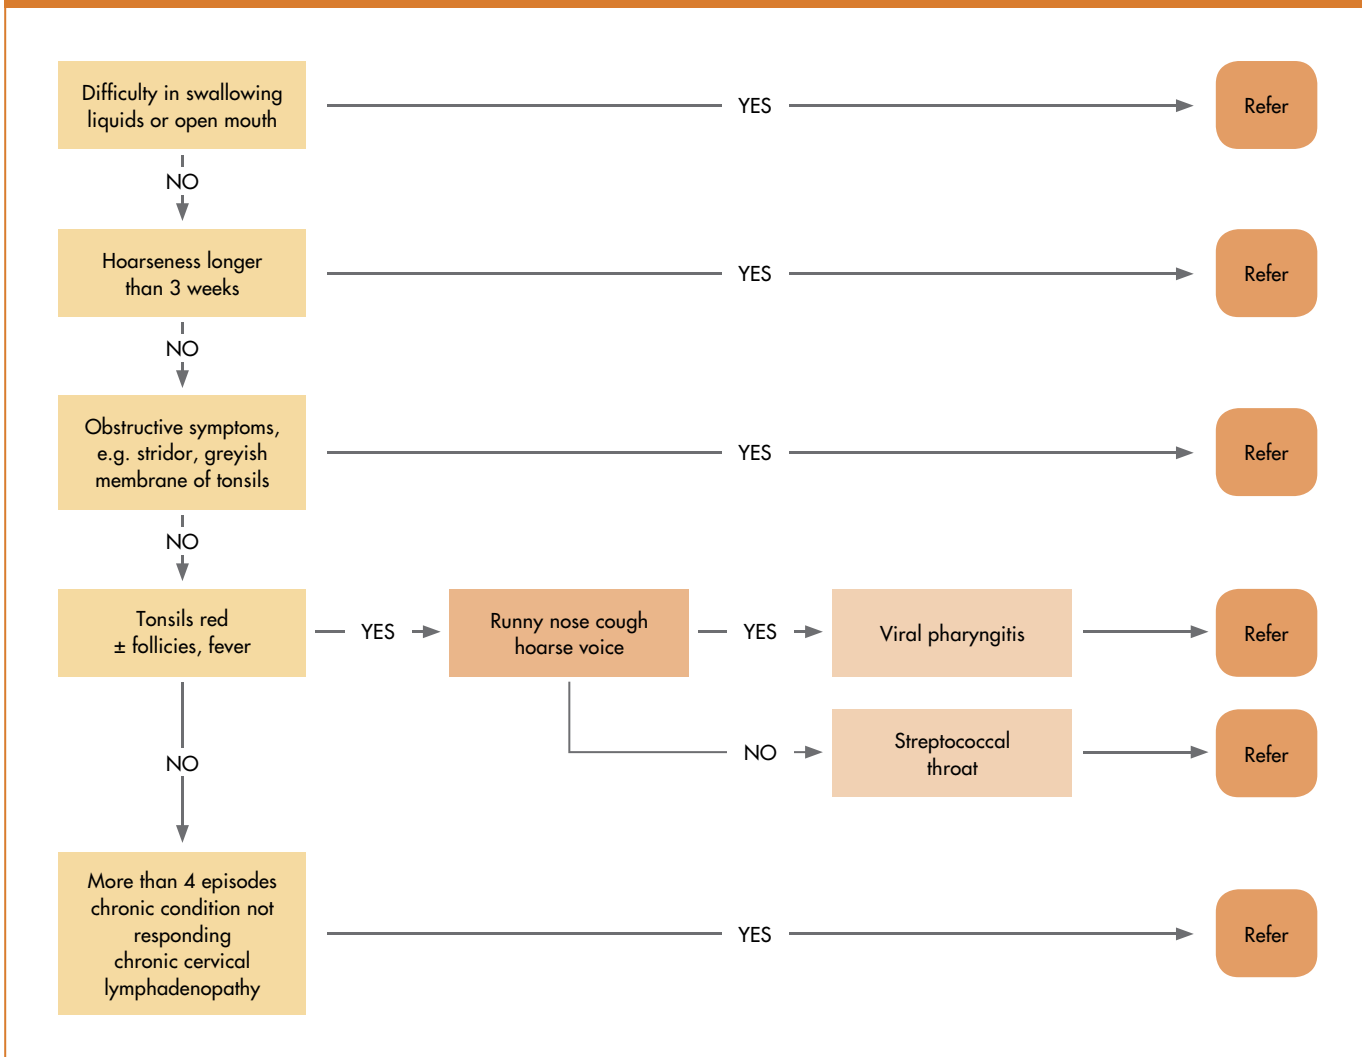 Difficulty in swallowing
liquids or open mouth
YES
Refer
NO
Hoarseness longer
than 3 weeks
YES
Refer
NO
Obstructive symptoms,
e.g. stridor, greyish
membrane of tonsils
YES
Refer
NO
Tonsils red
± follicies, fever
YES
Runny nose cough
hoarse voice
YES
Viral pharyngitis
Refer
NO
Streptococcal
throat
Refer
NO
More than 4 episodes
chronic condition not
responding
chronic cervical
lymphadenopathy
YES
Refer